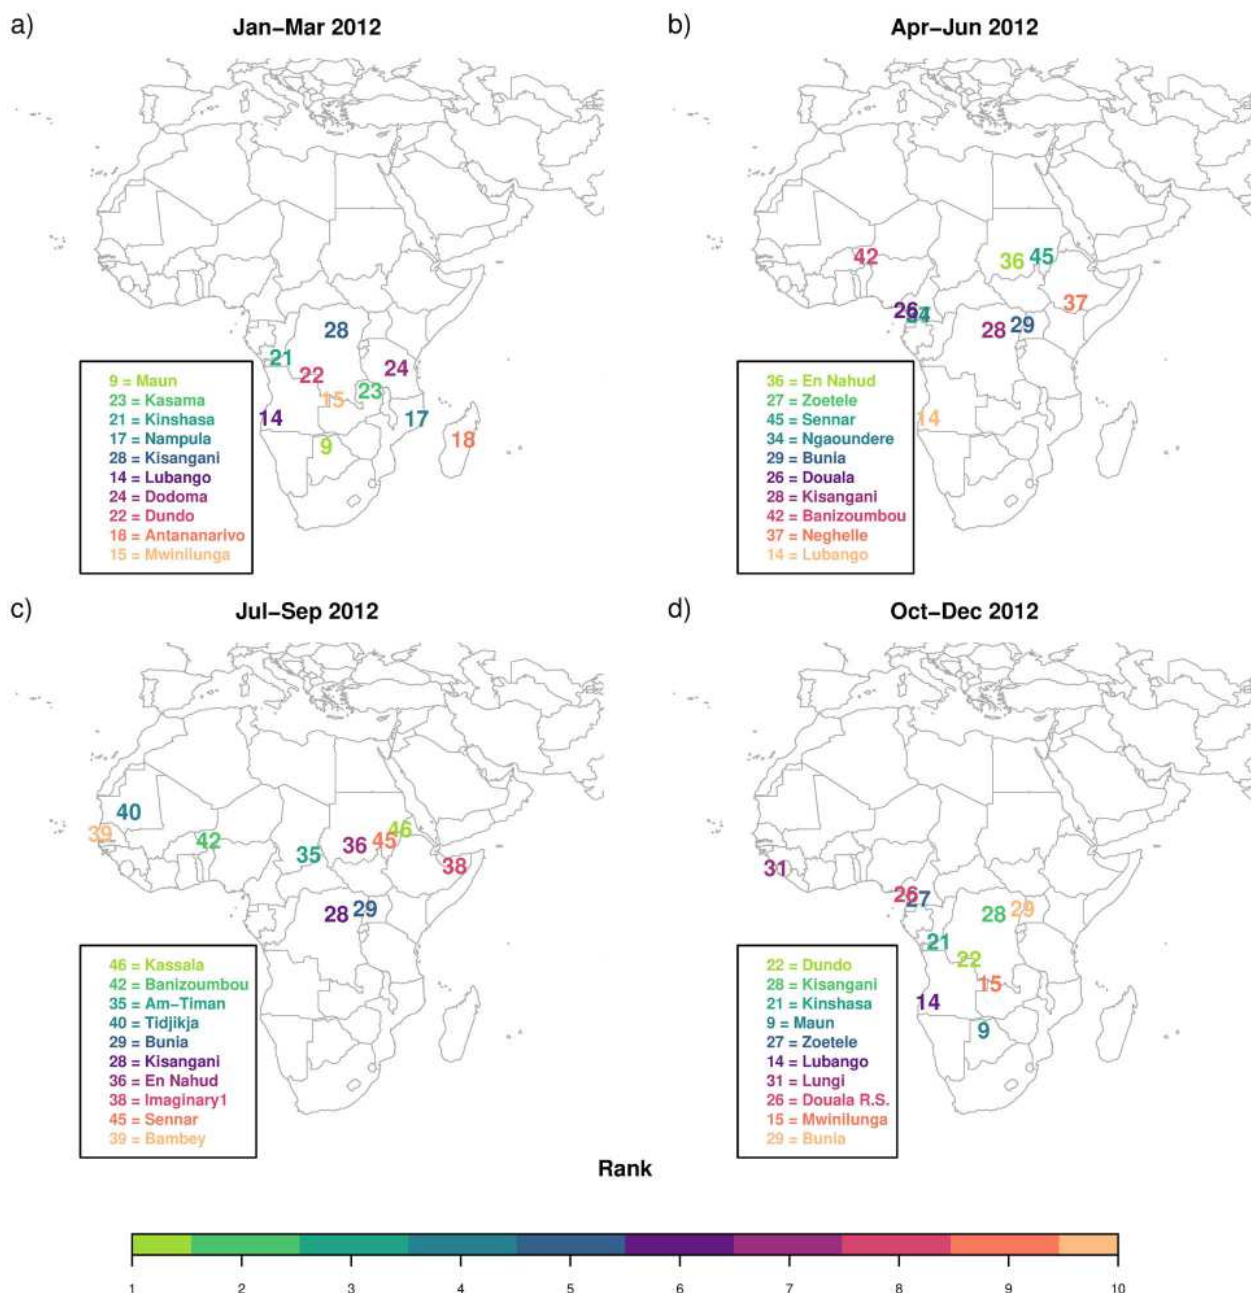 a)
Jan–Mar 2012
28
21
22
24
15
23
14
17
9
18
9 = Maun
23 = Kasama
21 = Kinshasa
17 = Nampula
28 = Kisangani
14 = Lubango
24 = Dodoma
22 = Dundo
18 = Antananarivo
15 = Mwinilunga
b)
Apr–Jun 2012
42
36
45
37
26
28
29
14
36 = En Nahud
27 = Zoetele
45 = Sennar
34 = Ngaoundere
29 = Bunia
26 = Douala
28 = Kisangani
42 = Banizoumbou
37 = Neghelle
14 = Lubango
c)
Jul–Sep 2012
40
39
42
35
36
45
46
38
28
29
46 = Kassala
42 = Banizoumbou
35 = Am–Timan
40 = Tidjikja
29 = Bunia
28 = Kisangani
36 = En Nahud
38 = Imaginary1
45 = Sennar
39 = Bambey
d)
Oct–Dec 2012
31
26
27
28
29
21
22
15
14
9
22 = Dundo
28 = Kisangani
21 = Kinshasa
9 = Maun
27 = Zoetele
14 = Lubango
31 = Lungi
26 = Douala R.S.
15 = Mwinilunga
29 = Bunia
Rank
1 2 3 4 5 6 7 8 9 10